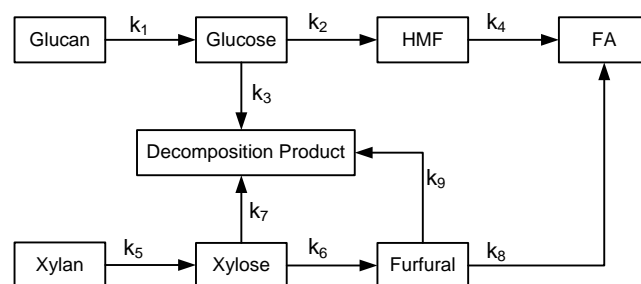 Glucan k₁ Glucose k₂ HMF k₄ FA
k₃
Decomposition Product
k₉
k₇
Xylan k₅ Xylose k₆ Furfural k₈